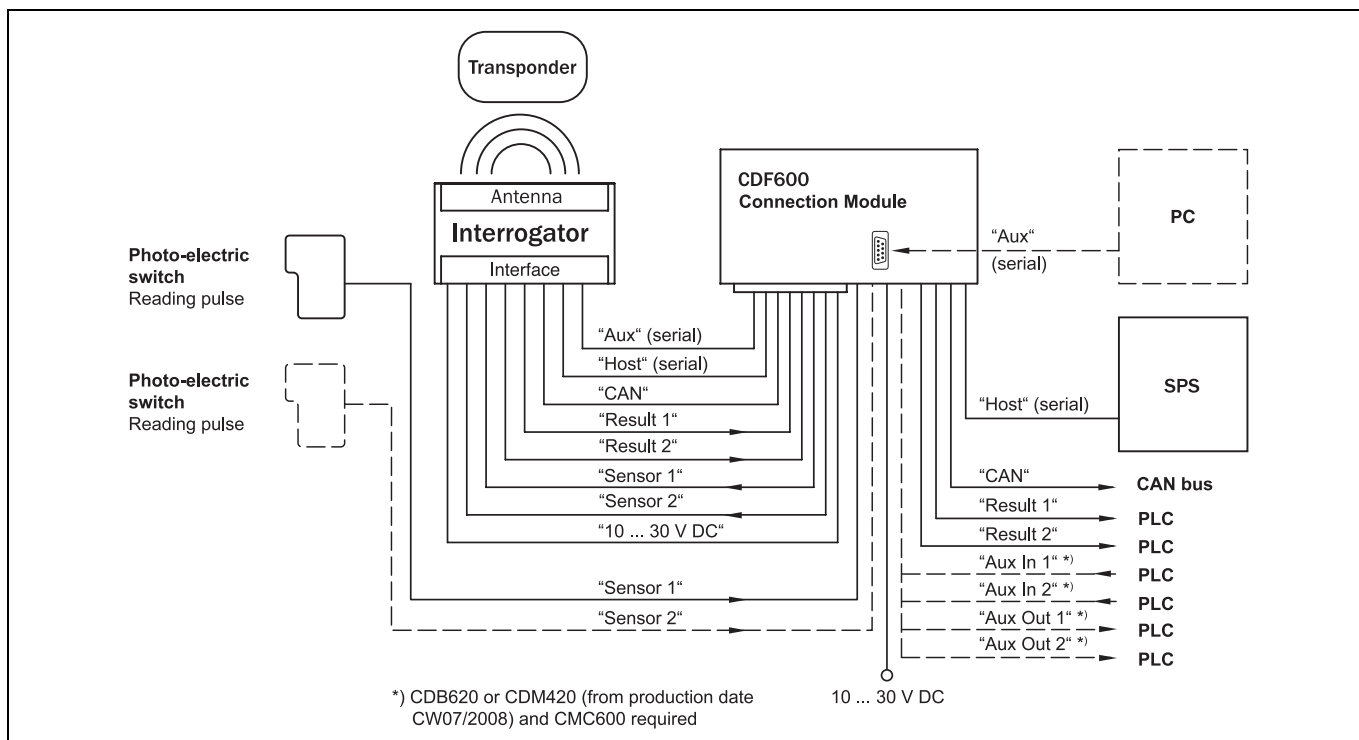 Transponder
Antenna
Interrogator
Interface
CDF600
Connection Module
PC
“Aux“
(serial)
Photo-electric
switch
Reading pulse
Photo-electric
switch
Reading pulse
“Aux“ (serial)
“Host“ (serial)
“CAN“
“Result 1“
“Result 2“
“Sensor 1“
“Sensor 2“
“10 ... 30 V DC“
“Sensor 1“
“Sensor 2“
SPS
“Host“ (serial)
“CAN“ CAN bus
“Result 1“ PLC
“Result 2“ PLC
“Aux In 1“ *) PLC
“Aux In 2“ *) PLC
“Aux Out 1“ *) PLC
“Aux Out 2“ *) PLC
10 ... 30 V DC
*) CDB620 or CDM420 (from production date
CW07/2008) and CMC600 required